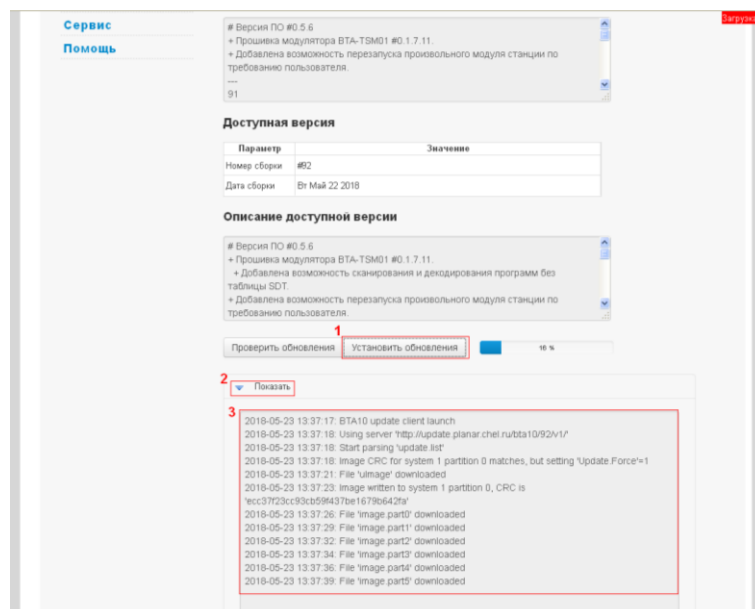 Сервис
Помощь
Загрузка
# Версия ПО #0.5.6
+ Прошивка модулятора BTA-TSM01 #0.1.7.11.
+ Добавлена возможность перезапуска произвольного модуля станции по
требованию пользователя.
---
91
Доступная версия
Параметр Значение
Номер сборки #92
Дата сборки Вт Май 22 2018
Описание доступной версии
# Версия ПО #0.5.6
+ Прошивка модулятора BTA-TSM01 #0.1.7.11.
+ Добавлена возможность сканирования и декодирования программ без
таблицы SDT.
+ Добавлена возможность перезапуска произвольного модуля станции по
требованию пользователя.
1
Проверить обновления Установить обновления 16 %
2 Показать
3
2018-05-23 13:37:17: BTA10 update client launch
2018-05-23 13:37:18: Using server 'http://update.planar.chel.ru/bta10/92/v1/'
2018-05-23 13:37:18: Start parsing 'update.list'
2018-05-23 13:37:18: Image CRC for system 1 partition 0 matches, but setting 'Update.Force'=1
2018-05-23 13:37:21: File 'uImage' downloaded
2018-05-23 13:37:23: Image written to system 1 partition 0, CRC is
'ecc37f23cc93cb59f437be1679b642fa'
2018-05-23 13:37:26: File 'image.part0' downloaded
2018-05-23 13:37:29: File 'image.part1' downloaded
2018-05-23 13:37:32: File 'image.part2' downloaded
2018-05-23 13:37:34: File 'image.part3' downloaded
2018-05-23 13:37:36: File 'image.part4' downloaded
2018-05-23 13:37:39: File 'image.part5' downloaded